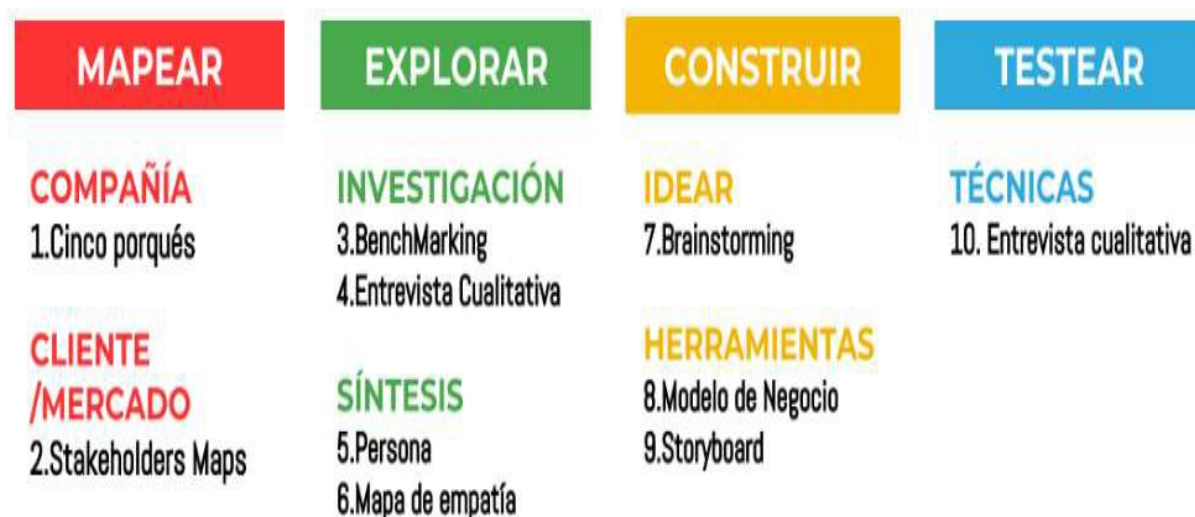 MAPEAR
COMPAÑÍA
1.Cinco porqués
CLIENTE
/MERCADO
2.Stakeholders Maps
EXPLORAR
INVESTIGACIÓN
3.BenchMarking
4.Entrevista Cualitativa
SÍNTESIS
5.Persona
6.Mapa de empatía
CONSTRUIR
IDEAR
7.Brainstorming
HERRAMIENTAS
8.Modelo de Negocio
9.Storyboard
TESTEAR
TÉCNICAS
10. Entrevista cualitativa